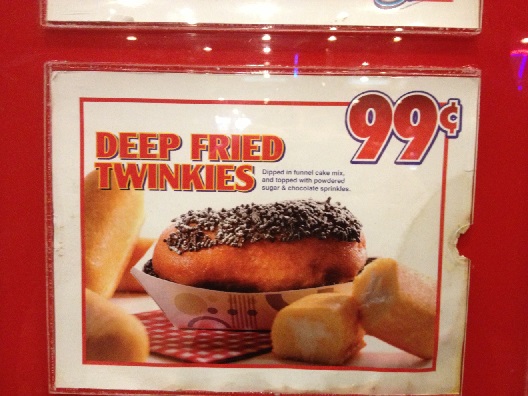 99¢
DEEP FRIED
TWINKIES
Dipped in funnel cake mix,
and topped with powdered
sugar & chocolate sprinkles.